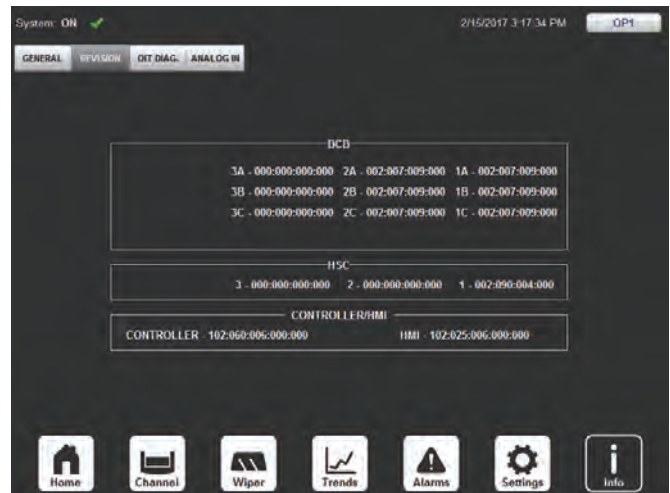 System: ON 2/15/2017 3:17:34 PM OP1
GENERAL REVISION OIT DIAG. ANALOG IN
BCB
3A - 000:000:000:000 2A - 002:007:009:000 1A - 002:007:009:000
3B - 000:000:000:000 2B - 002:007:009:000 1B - 002:007:009:000
3C - 000:000:000:000 2C - 002:007:009:000 1C - 002:007:009:000
HSC
3 - 000:000:000:000 2 - 000:000:000:000 1 - 002:090:004:000
CONTROLLER/HMI
CONTROLLER - 102:060:006:000:000 HMI - 102:025:006:000:000
Home Channel Wiper Trends Alarms Settings Info